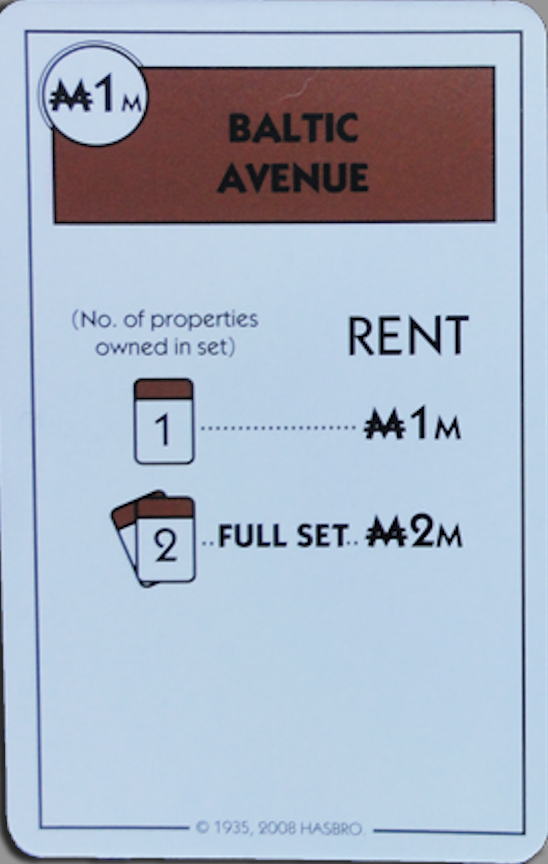 ₩1M
BALTIC
AVENUE
(No. of properties
owned in set)
RENT
1 .................... ₩1M
2 ..FULL SET.. ₩2M
© 1935, 2008 HASBRO.